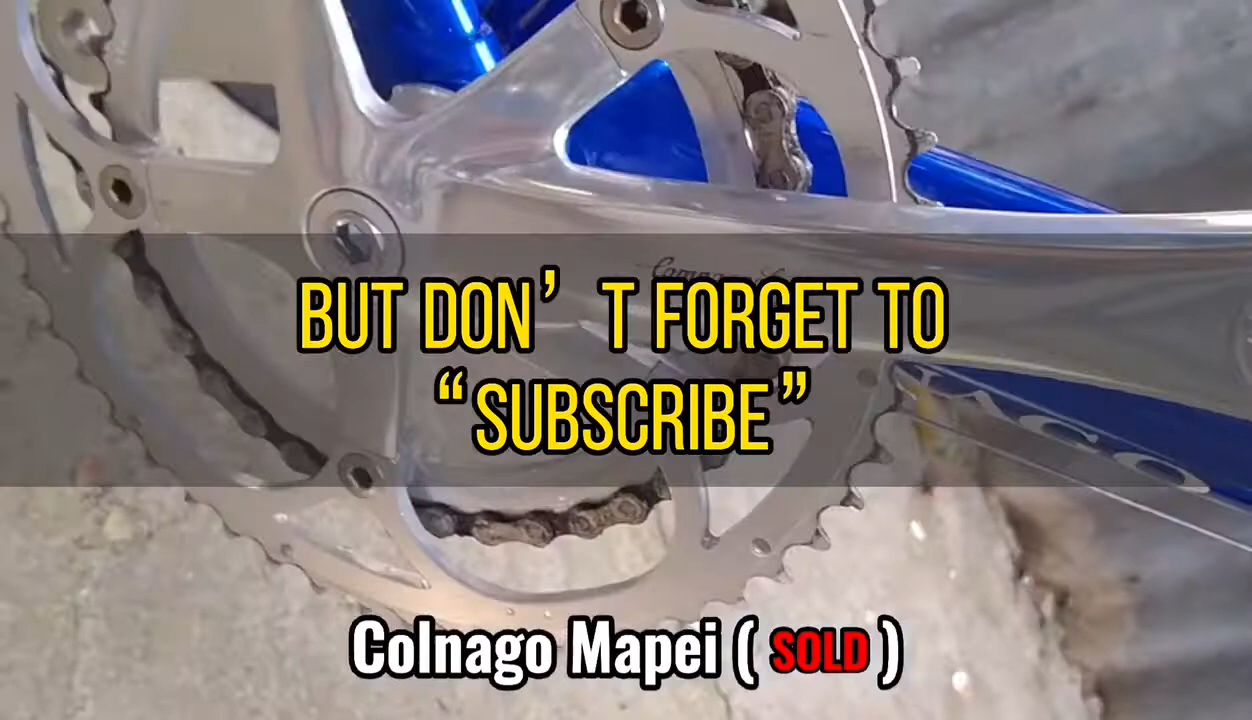 BUT DON’T FORGET TO
“SUBSCRIBE”
Colnago Mapei ( SOLD )